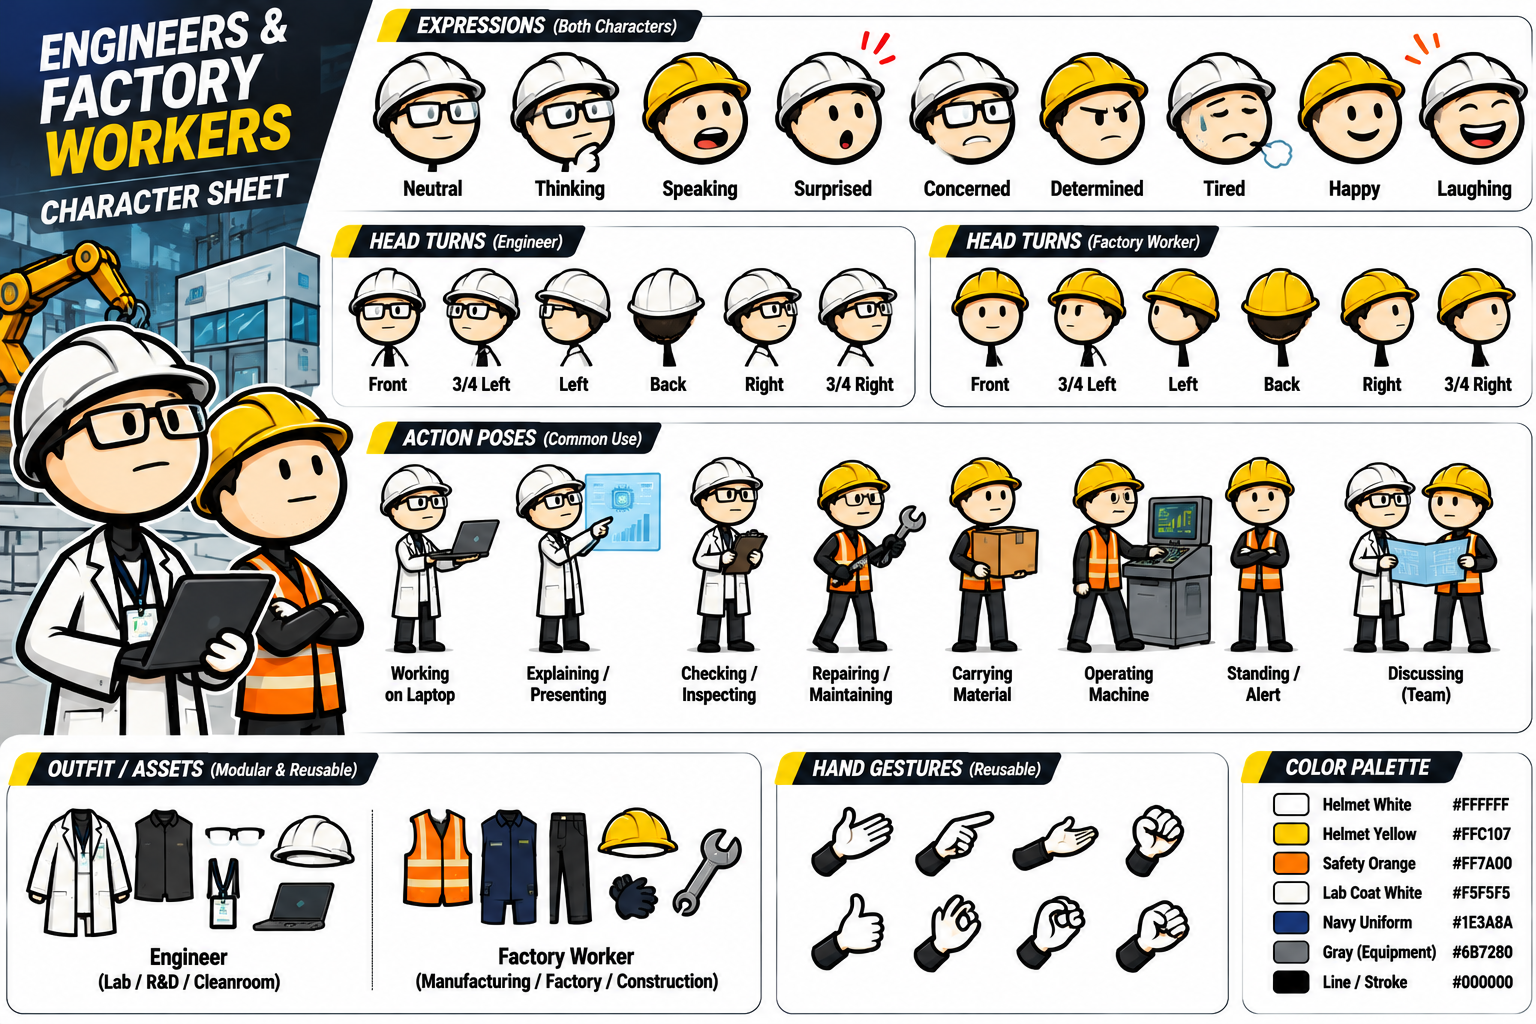 ENGINEERS &
FACTORY
WORKERS
CHARACTER SHEET
EXPRESSIONS (Both Characters)
Neutral
Thinking
Speaking
Surprised
Concerned
Determined
Tired
Happy
Laughing
HEAD TURNS (Engineer)
Front
3/4 Left
Left
Back
Right
3/4 Right
HEAD TURNS (Factory Worker)
Front
3/4 Left
Left
Back
Right
3/4 Right
ACTION POSES (Common Use)
Working
on Laptop
Explaining /
Presenting
Checking /
Inspecting
Repairing /
Maintaining
Carrying
Material
Operating
Machine
Standing /
Alert
Discussing
(Team)
OUTFIT / ASSETS (Modular & Reusable)
Engineer
(Lab / R&D / Cleanroom)
Factory Worker
(Manufacturing / Factory / Construction)
HAND GESTURES (Reusable)
COLOR PALETTE
Helmet White #FFFFFF
Helmet Yellow #FFC107
Safety Orange #FF7A00
Lab Coat White #F5F5F5
Navy Uniform #1E3A8A
Gray (Equipment) #6B7280
Line / Stroke #000000